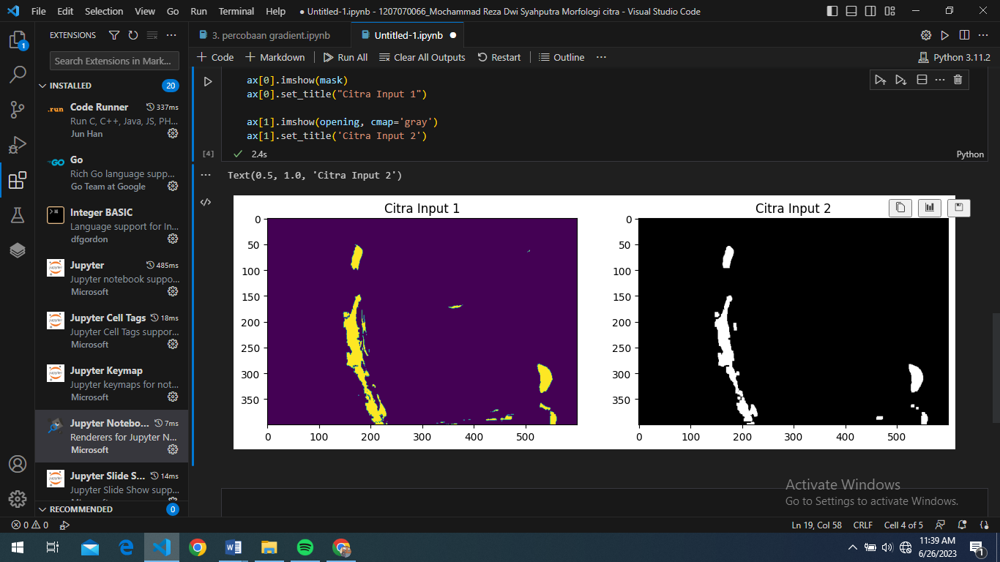 File Edit Selection View Go Run Terminal Help ● Untitled-1.ipynb - 1207070066_Mochammad Reza Dwi Syahputra Morfologi citra - Visual Studio Code
EXTENSIONS
3. percobaan gradient.ipynb
Untitled-1.ipynb
1
Search Extensions in Mark...
+ Code + Markdown Run All Clear All Outputs Restart Outline ...
Python 3.11.2
INSTALLED 20
Code Runner 337ms
Run C, C++, Java, JS, PH...
Jun Han
Go
Rich Go language supp...
Go Team at Google
Integer BASIC
Language support for In...
dfgordon
Jupyter 485ms
Jupyter notebook suppo...
Microsoft
Jupyter Cell Tags 18ms
Jupyter Cell Tags suppor...
Microsoft
Jupyter Keymap
Jupyter keymaps for not...
Microsoft
Jupyter Notebo... 7ms
Renderers for Jupyter N...
Microsoft
Jupyter Slide S... 14ms
Jupyter Slide Show supp...
RECOMMENDED 0
ax[0].imshow(mask)
ax[0].set_title("Citra Input 1")
ax[1].imshow(opening, cmap='gray')
ax[1].set_title('Citra Input 2')
[4] 2.4s
Python
Text(0.5, 1.0, 'Citra Input 2')
Citra Input 1
0
50
100
150
200
250
300
350
0 100 200 300 400 500
Citra Input 2
0
50
100
150
200
250
300
350
0 100 200 300 400 500
Activate Windows
Go to Settings to activate Windows.
0 0
Ln 19, Col 58 CRLF Cell 4 of 5
11:39 AM
6/26/2023
1